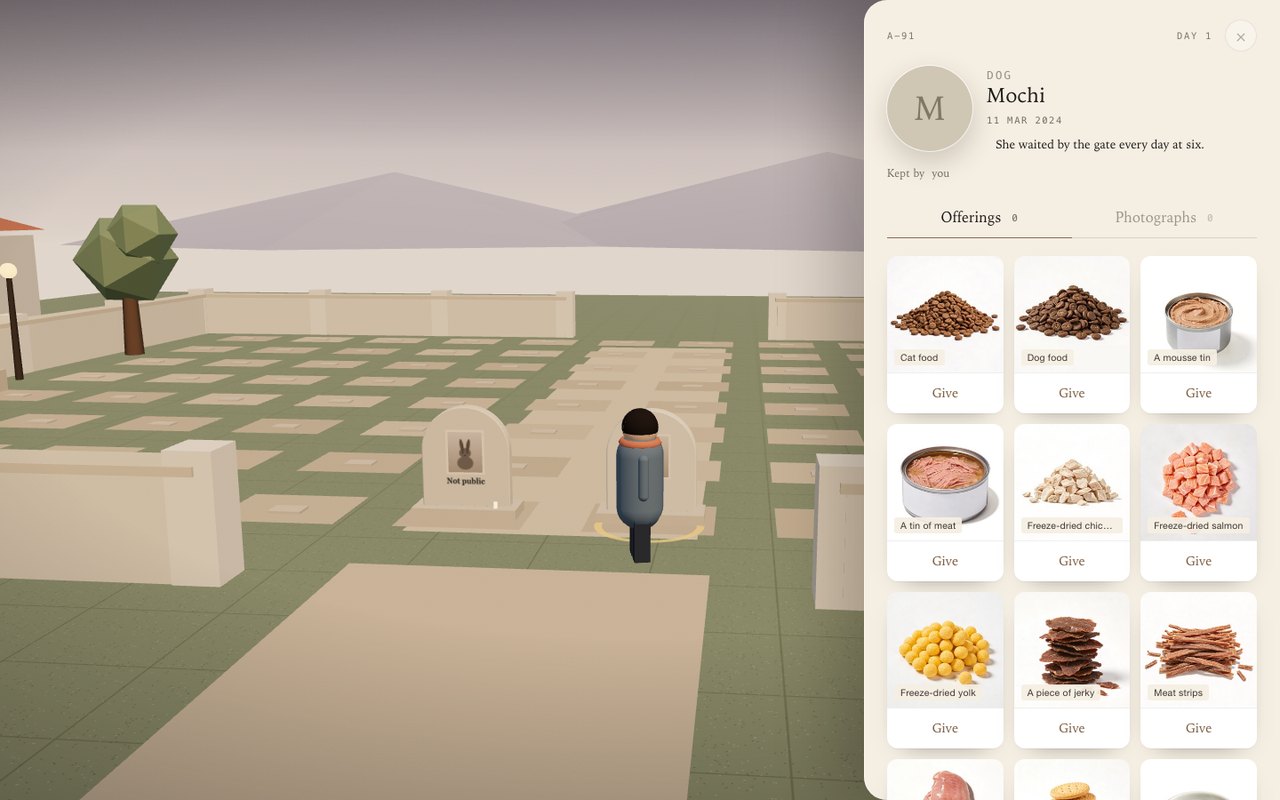 A–91
DAY 1
×
M
DOG
Mochi
11 MAR 2024
She waited by the gate every day at six.
Kept by you
Offerings 0
Photographs 0
Cat food
Dog food
A mousse tin
Give
Give
Give
A tin of meat
Freeze-dried chic…
Freeze-dried salmon
Give
Give
Give
Freeze-dried yolk
A piece of jerky
Meat strips
Give
Give
Give
Not public